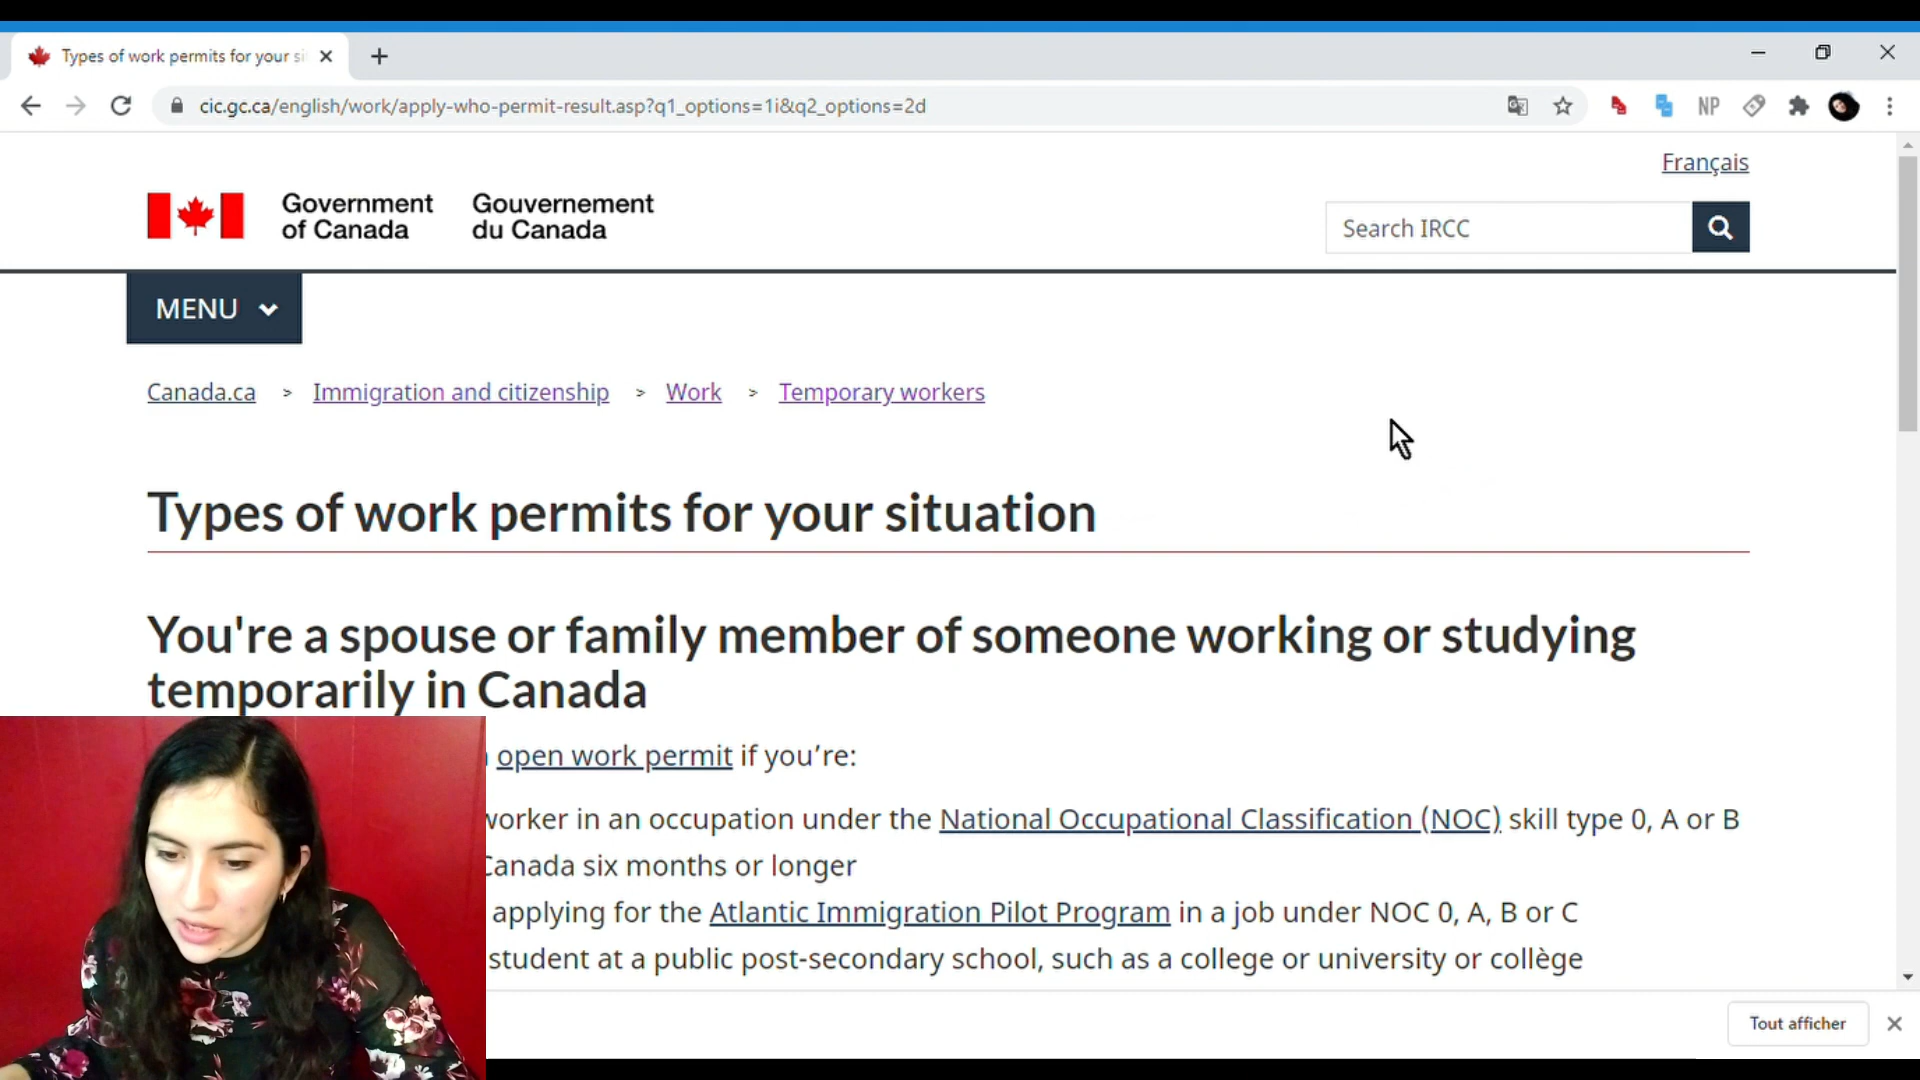 Types of work permits for your si
cic.gc.ca/english/work/apply-who-permit-result.asp?q1_options=1i&q2_options=2d
NP
Français
Government of Canada
Gouvernement du Canada
Search IRCC
MENU
Canada.ca > Immigration and citizenship > Work > Temporary workers
Types of work permits for your situation
You're a spouse or family member of someone working or studying
temporarily in Canada
open work permit if you’re:
worker in an occupation under the National Occupational Classification (NOC) skill type 0, A or B
Canada six months or longer
applying for the Atlantic Immigration Pilot Program in a job under NOC 0, A, B or C
student at a public post-secondary school, such as a college or university or collège
Tout afficher